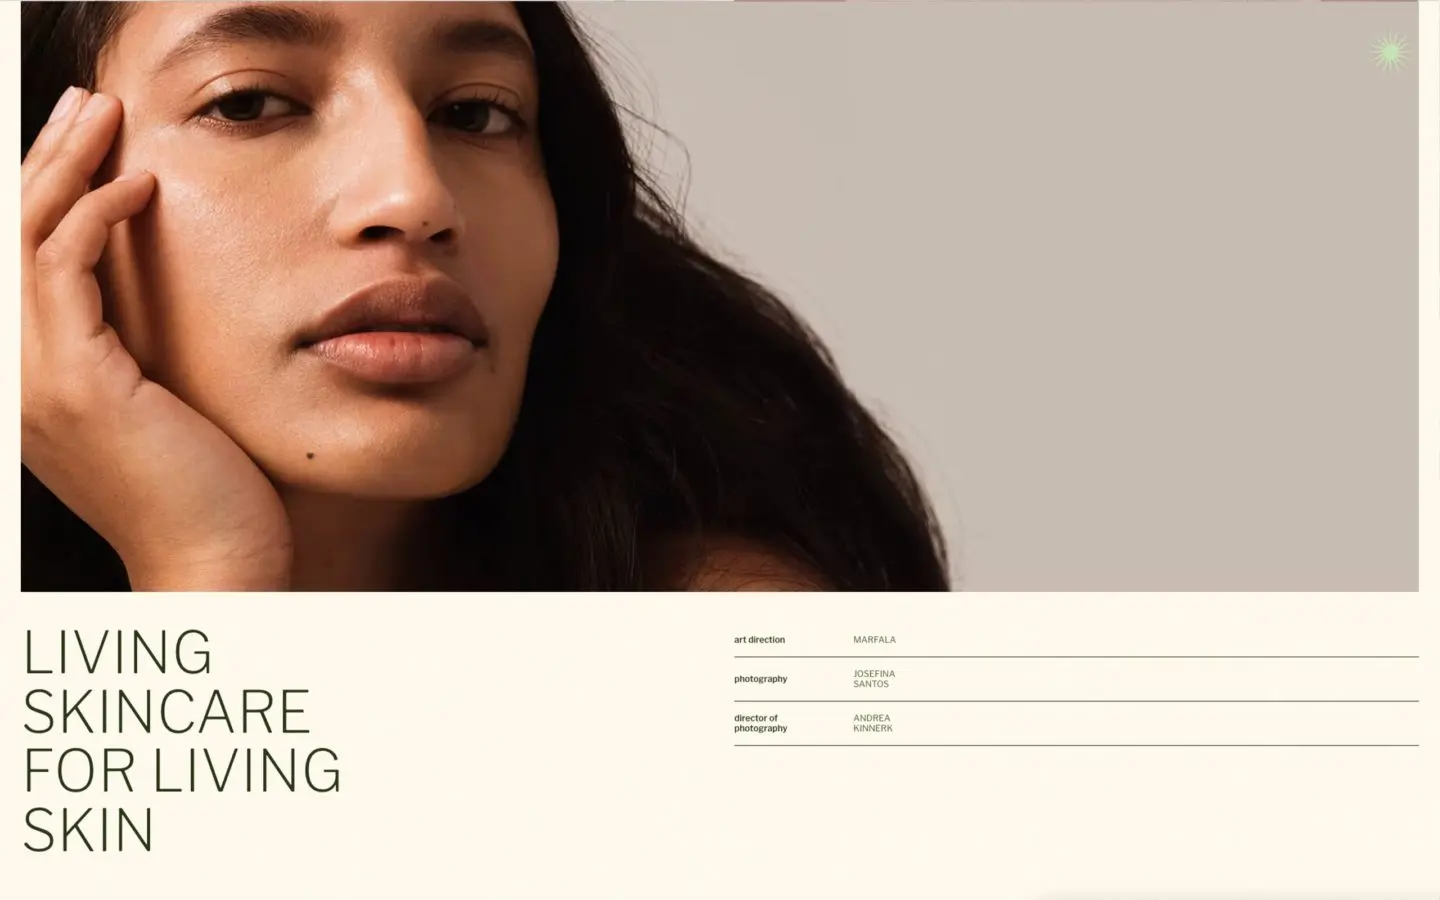 LIVING
SKINCARE
FOR LIVING
SKIN
art direction MARFALA
photography JOSEFINA
SANTOS
director of ANDREA
photography KINNERK